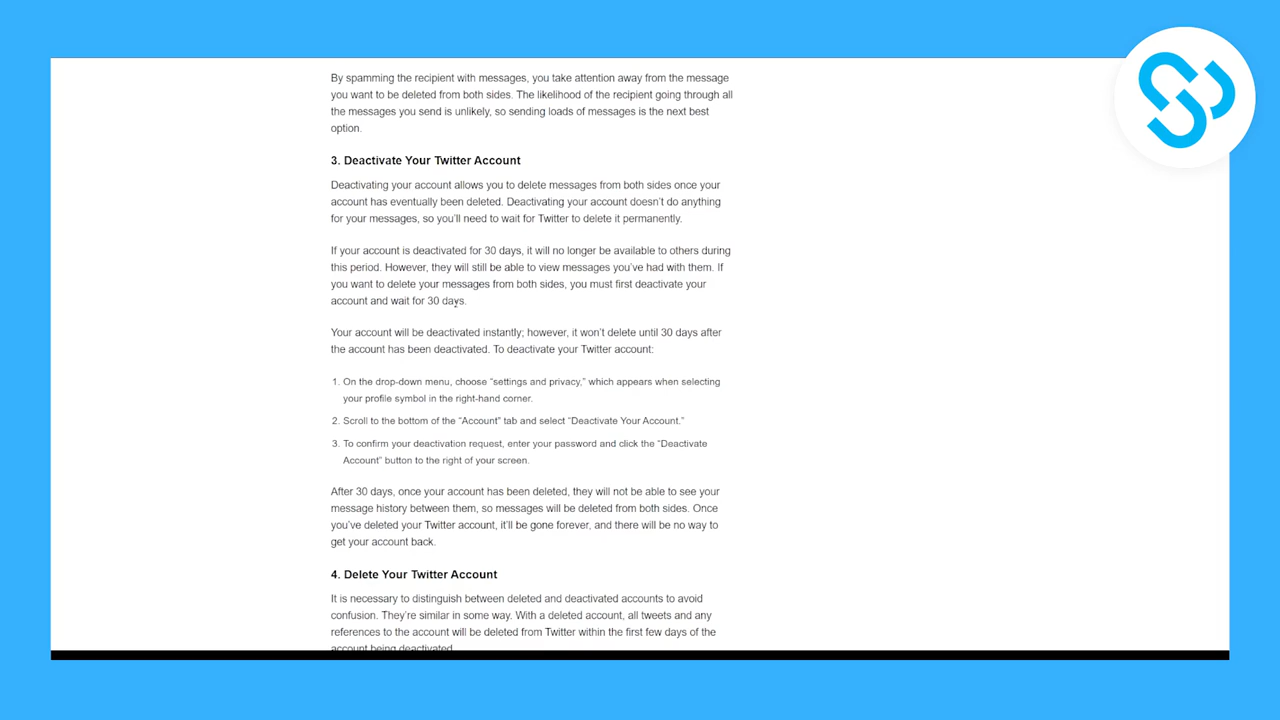 By spamming the recipient with messages, you take attention away from the message
you want to be deleted from both sides. The likelihood of the recipient going through all
the messages you send is unlikely, so sending loads of messages is the next best
option.
3. Deactivate Your Twitter Account
Deactivating your account allows you to delete messages from both sides once your
account has eventually been deleted. Deactivating your account doesn't do anything
for your messages, so you'll need to wait for Twitter to delete it permanently.
If your account is deactivated for 30 days, it will no longer be available to others during
this period. However, they will still be able to view messages you've had with them. If
you want to delete your messages from both sides, you must first deactivate your
account and wait for 30 days.
Your account will be deactivated instantly; however, it won't delete until 30 days after
the account has been deactivated. To deactivate your Twitter account:
1. On the drop-down menu, choose “settings and privacy,” which appears when selecting
your profile symbol in the right-hand corner.
2. Scroll to the bottom of the “Account” tab and select “Deactivate Your Account.”
3. To confirm your deactivation request, enter your password and click the “Deactivate
Account” button to the right of your screen.
After 30 days, once your account has been deleted, they will not be able to see your
message history between them, so messages will be deleted from both sides. Once
you've deleted your Twitter account, it'll be gone forever, and there will be no way to
get your account back.
4. Delete Your Twitter Account
It is necessary to distinguish between deleted and deactivated accounts to avoid
confusion. They're similar in some way. With a deleted account, all tweets and any
references to the account will be deleted from Twitter within the first few days of the
account being deactivated.